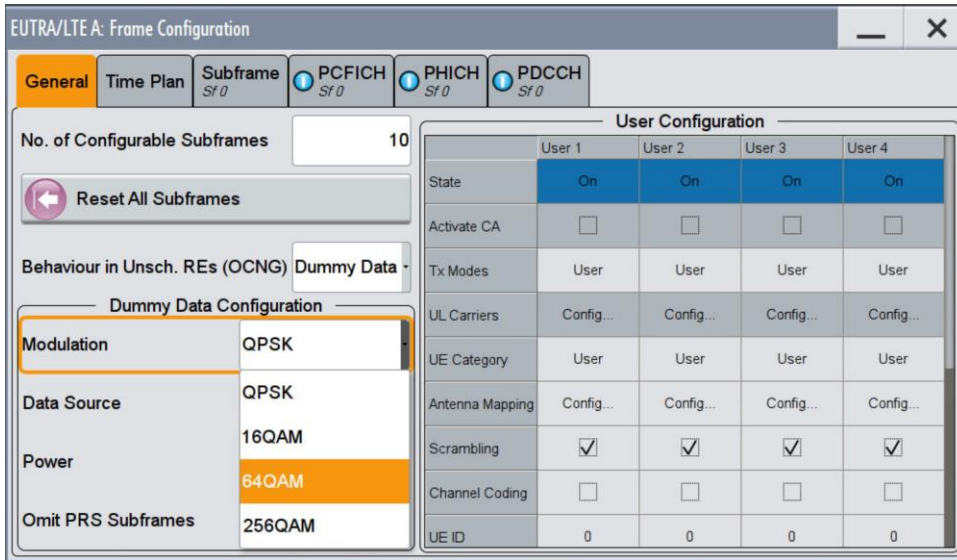 EUTRA/LTE A: Frame Configuration
General
Time Plan
Subframe
Sf 0
PCFICH
Sf 0
PHICH
Sf 0
PDCCH
Sf 0
No. of Configurable Subframes 10
Reset All Subframes
Behaviour in Unsch. REs (OCNG) Dummy Data
Dummy Data Configuration
Modulation QPSK
Data Source
Power
Omit PRS Subframes
QPSK
16QAM
64QAM
256QAM
User Configuration
User 1 User 2 User 3 User 4
State On On On On
Activate CA
Tx Modes User User User User
UL Carriers Config... Config... Config... Config...
UE Category User User User User
Antenna Mapping Config... Config... Config... Config...
Scrambling
Channel Coding
UE ID 0 0 0 0